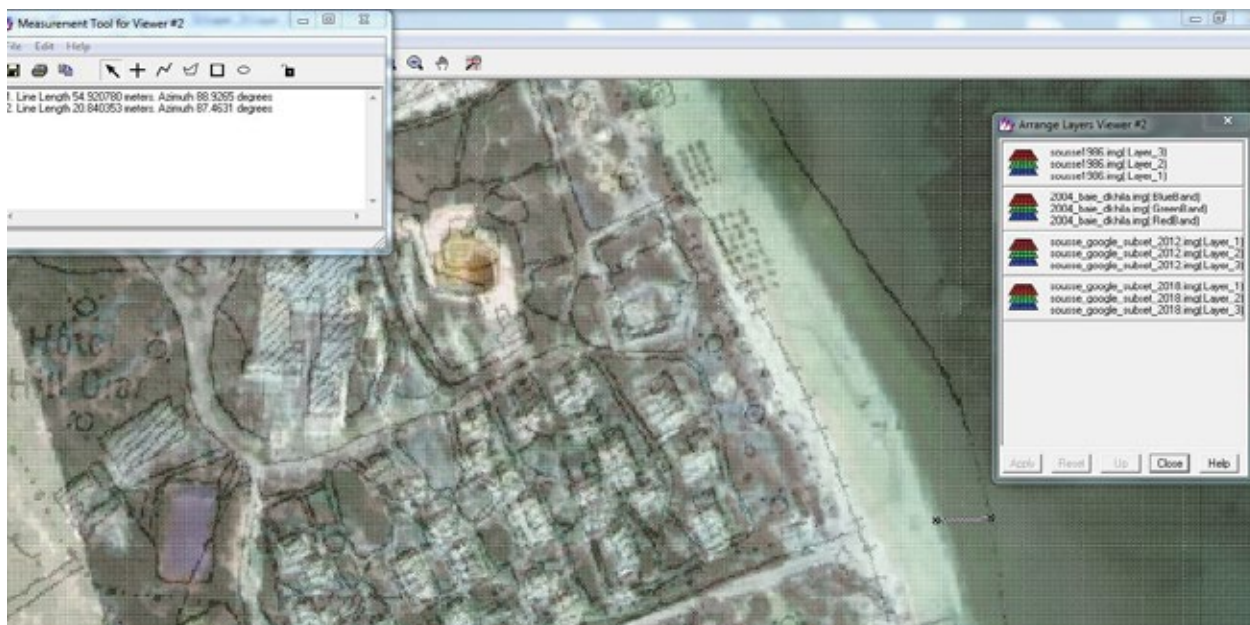 Measurement Tool for Viewer #2
File Edit Help
1. Line Length 54.920780 meters. Azimuth 88.9265 degrees
2. Line Length 20.840353 meters. Azimuth 87.4631 degrees
Arrange Layers Viewer #2
sousse1986.img(:Layer_3)
sousse1986.img(:Layer_2)
sousse1986.img(:Layer_1)
2004_baie_dkhila.img(:BlueBand)
2004_baie_dkhila.img(:GreenBand)
2004_baie_dkhila.img(:RedBand)
sousse_google_subset_2012.img(:Layer_1)
sousse_google_subset_2012.img(:Layer_2)
sousse_google_subset_2012.img(:Layer_3)
sousse_google_subset_2018.img(:Layer_1)
sousse_google_subset_2018.img(:Layer_2)
sousse_google_subset_2018.img(:Layer_3)
Apply Reset Up Close Help
Hôte
Hill Diar